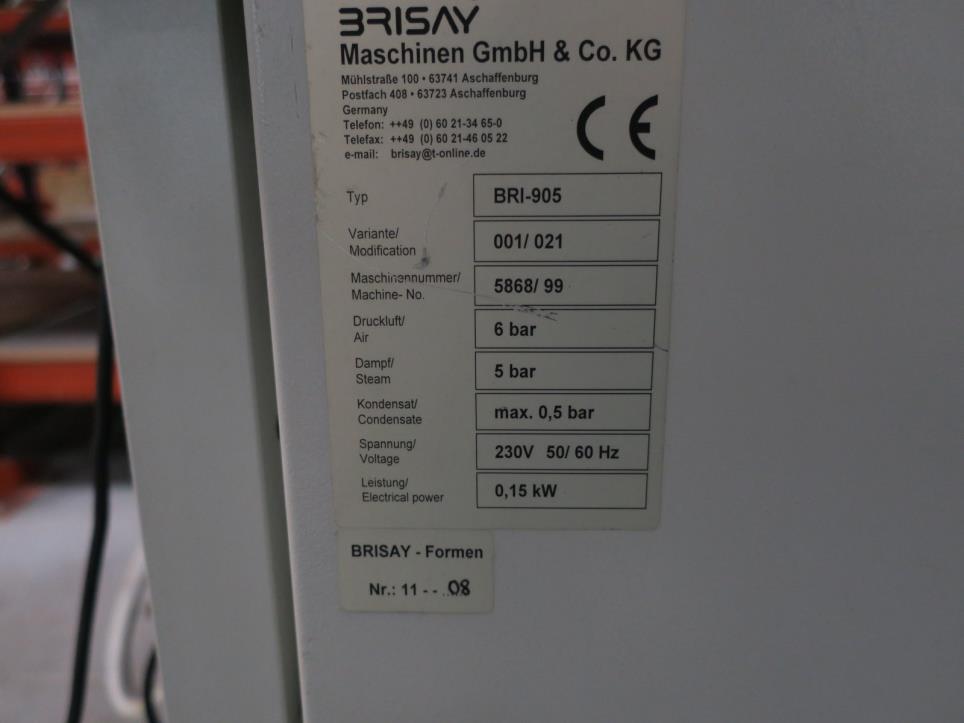 BRISAY
Maschinen GmbH & Co. KG
Mühlstraße 100 • 63741 Aschaffenburg
Postfach 408 • 63723 Aschaffenburg
Germany
Telefon: ++49 (0) 60 21-34 65-0
Telefax: ++49 (0) 60 21-46 05 22
e-mail: brisay@t-online.de
CE
Typ BRI-905
Variante/
Modification 001/ 021
Maschinennummer/
Machine- No. 5868/ 99
Druckluft/
Air 6 bar
Dampf/
Steam 5 bar
Kondensat/
Condensate max. 0,5 bar
Spannung/
Voltage 230V 50/ 60 Hz
Leistung/
Electrical power 0,15 kW
BRISAY - Formen
Nr.: 11 - - 08